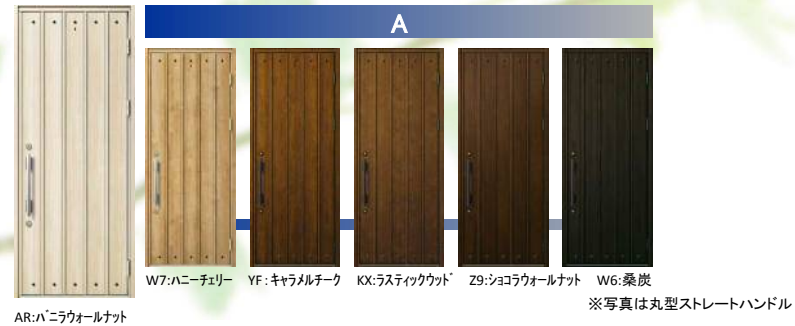 A
W7:ハニーチェリー
YF：キャラメルチーク
KX:ラスティックウッド
Z9:ショコラウォールナット
W6:桑炭
※写真は丸型ストレートハンドル
AR:バニラウォールナット